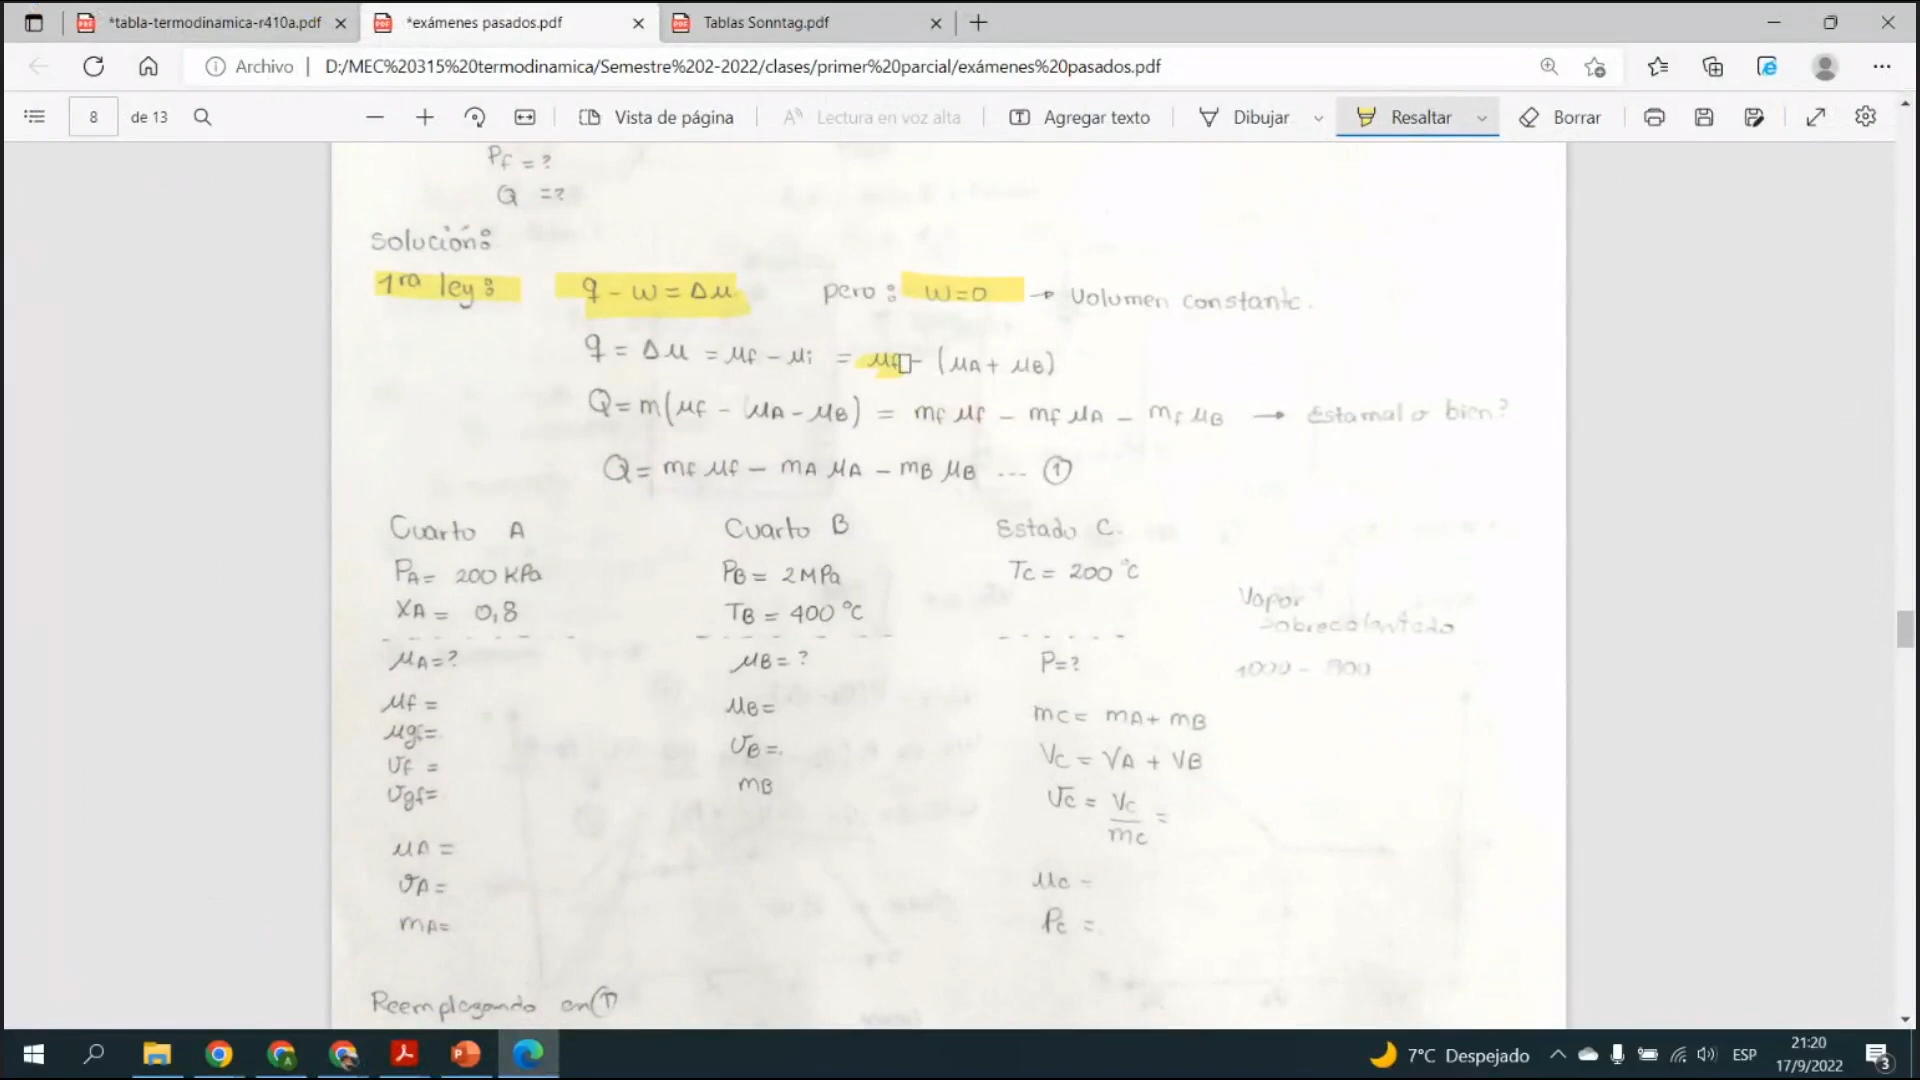 *tabla-termodinamica-r410a.pdf
*exámenes pasados.pdf
Tablas Sonntag.pdf
Archivo | D:/MEC%20315%20termodinamica/Semestre%202-2022/clases/primer%20parcial/exámenes%20pasados.pdf
8 de 13
Vista de página
Lectura en voz alta
Agregar texto
Dibujar
Resaltar
Borrar
Pf = ?
Q = ?
Solución:
1ra ley: q - w = Δu pero: w=0 → Volumen constante.
q = Δu = uf - ui = uf - (uA + uB)
Q = m(uf - uA - uB) = mf uf - mf uA - mf uB → Esta mal o bien?
Q = mf uf - mA uA - mB uB ... ①
Cuarto A Cuarto B Estado C.
PA = 200 KPa PB = 2MPa Tc = 200 °C
XA = 0,8 TB = 400 °C
Vapor
Sobrecalentado
uA=? uB = ? P=?
1000 - 800
uf = uB = mc = mA + mB
ugf=
vf = vB = Vc = VA + VB
vgf= mB vc = Vc/mc =
uA =
vA = uc =
mA= Pc =
Reemplazando en ①
7°C Despejado
ESP
21:20
17/9/2022
3